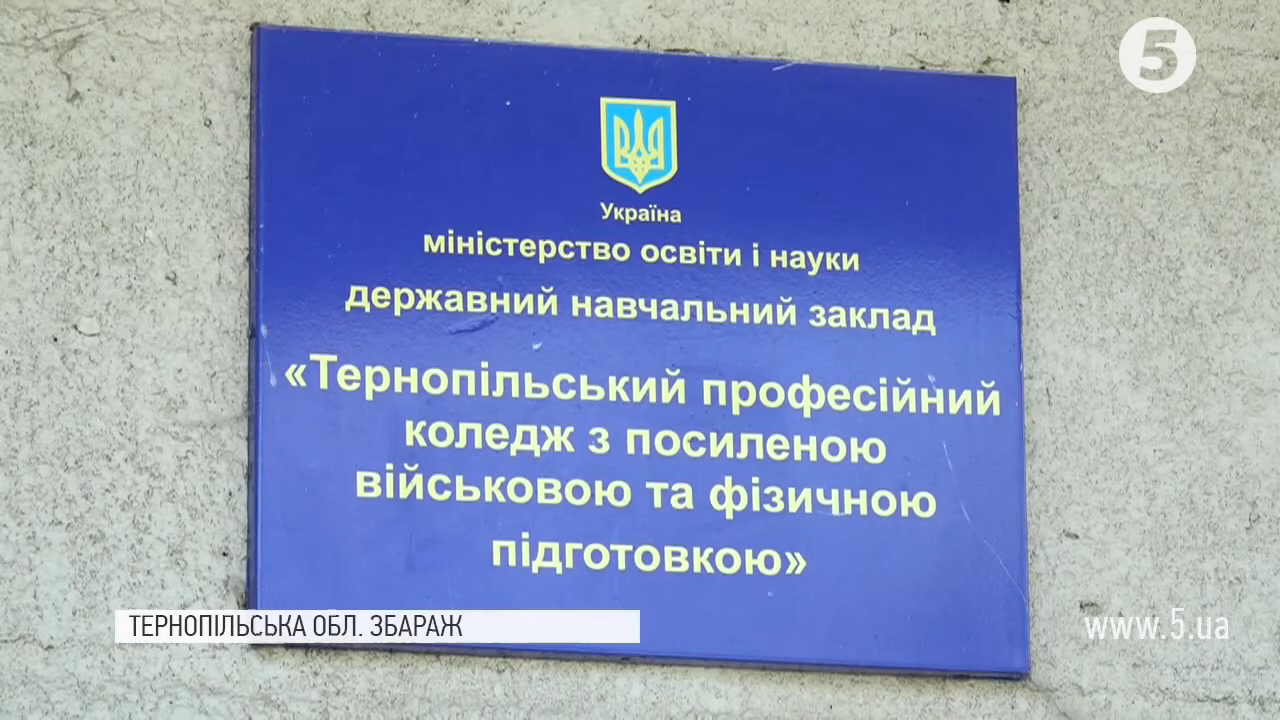 5
Україна
міністерство освіти і науки
державний навчальний заклад
«Тернопільський професійний
коледж з посиленою
військовою та фізичною
підготовкою»
ТЕРНОПІЛЬСЬКА ОБЛ. ЗБАРАЖ
www.5.ua